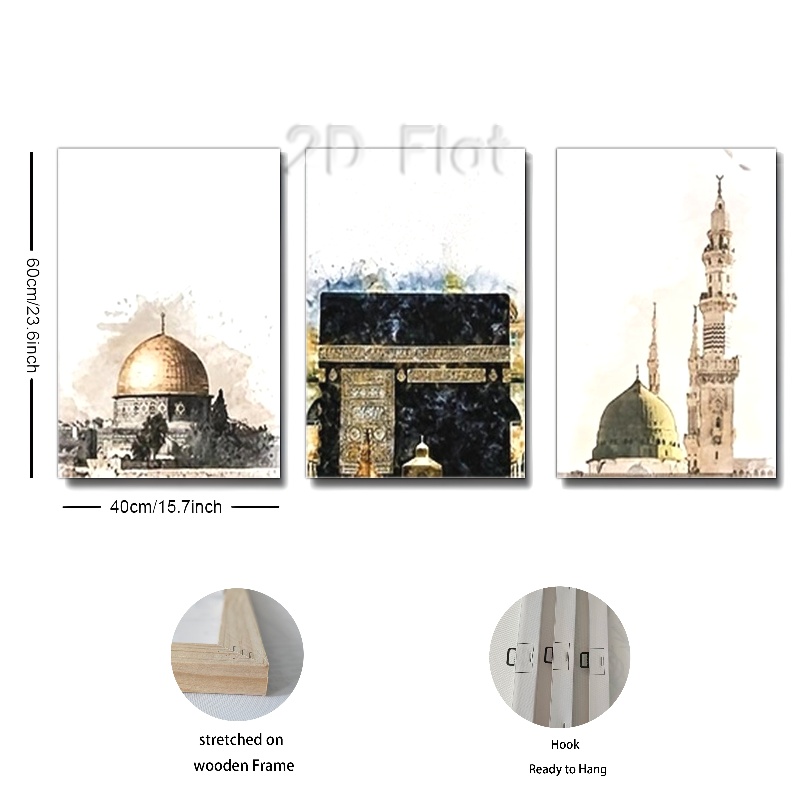 2D Flat
60cm/23.6inch
40cm/15.7inch
stretched on
wooden Frame
Hook
Ready to Hang